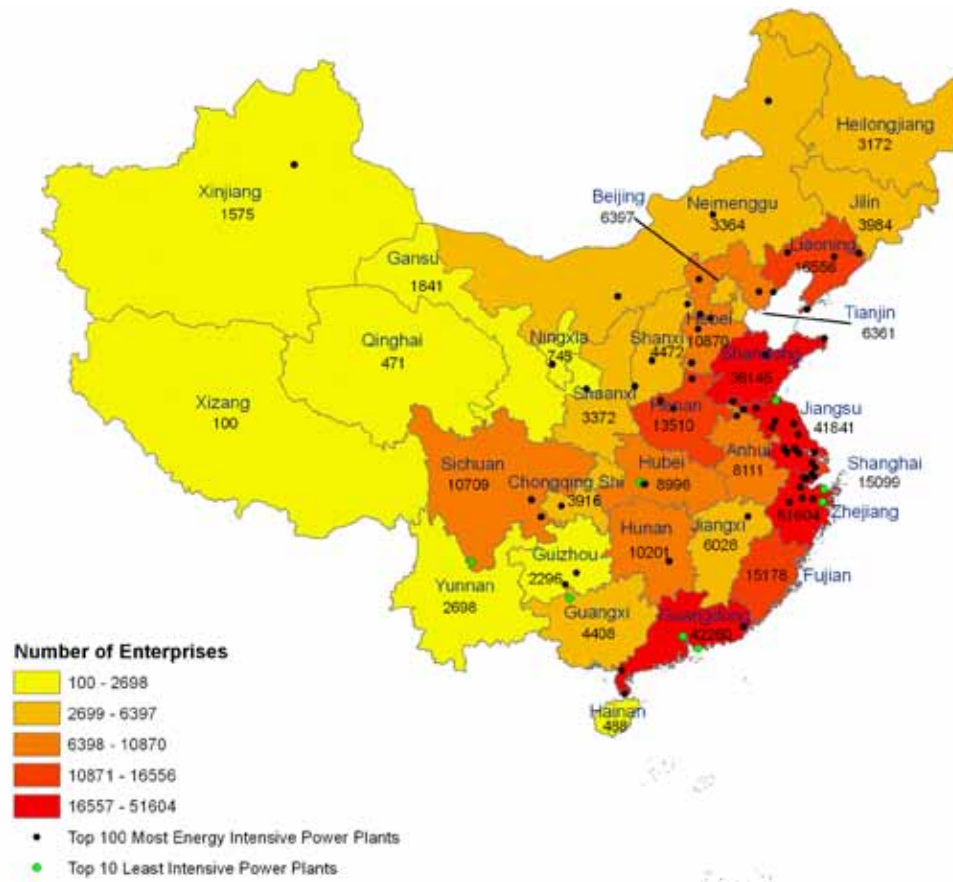 Heilongjiang
3172
Xinjiang
1575
Beijing
6397
Neimenggu
3364
Jilin
3984
Liaoning
16556
Gansu
1841
Tianjin
6361
Hebei
10870
Qinghai
471
Ningxia
Shanxi
4472
Shandong
Shaanxi
3372
Jiangsu
41841
Henan
13510
Xizang
100
Anhui
8111
Shanghai
15099
Sichuan
10709
Hubei
8996
Chongqing Shi
3916
51604
Zhejiang
Hunan
10201
Jiangxi
6028
Guizhou
2296
15178
Fujian
Yunnan
2698
Guangxi
4408
Guangdong
42260
Hainan
488
Number of Enterprises
100 - 2698
2699 - 6397
6398 - 10870
10871 - 16556
16557 - 51604
Top 100 Most Energy Intensive Power Plants
Top 10 Least Intensive Power Plants